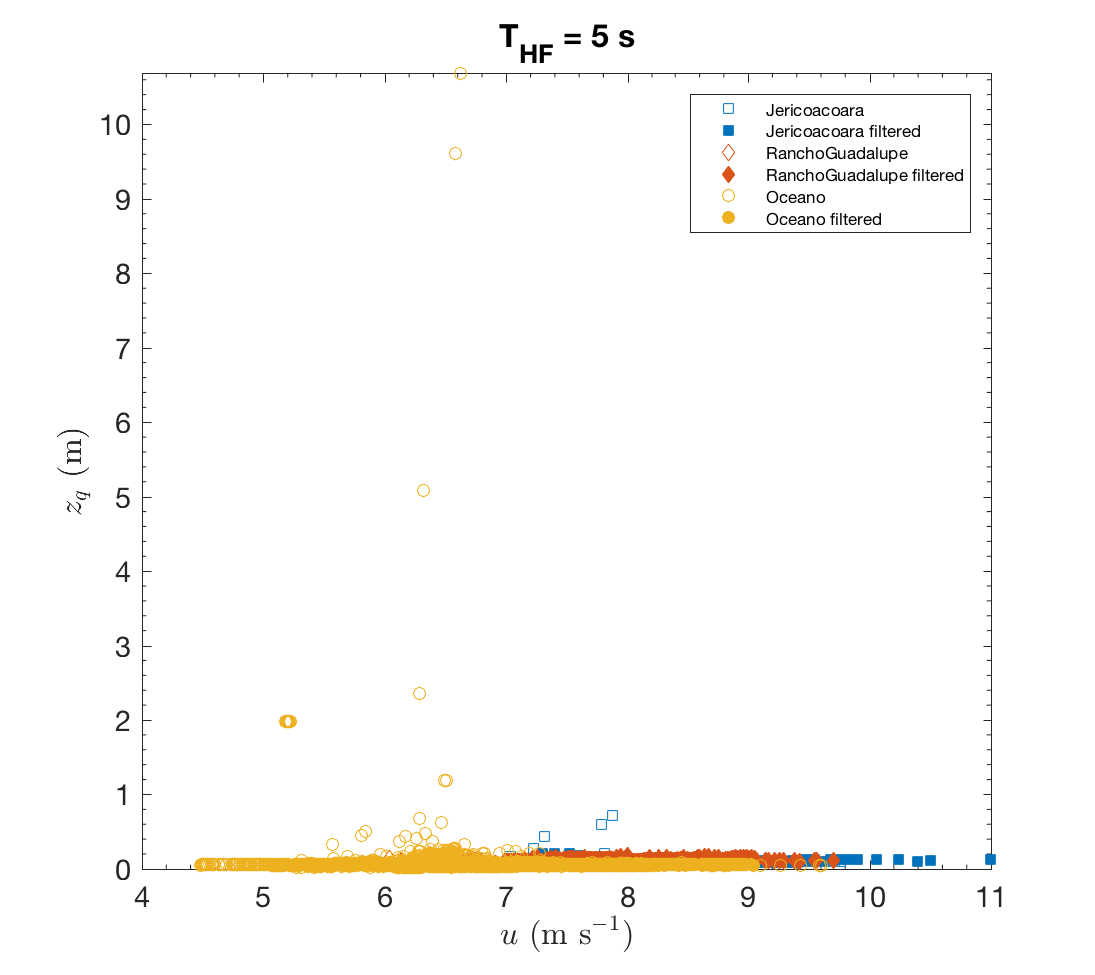 T_HF = 5 s
Jericoacoara
Jericoacoara filtered
RanchoGuadalupe
RanchoGuadalupe filtered
Oceano
Oceano filtered
10
9
8
7
6
5
4
3
2
1
0
z_q (m)
4 5 6 7 8 9 10 11
u (m s⁻¹)